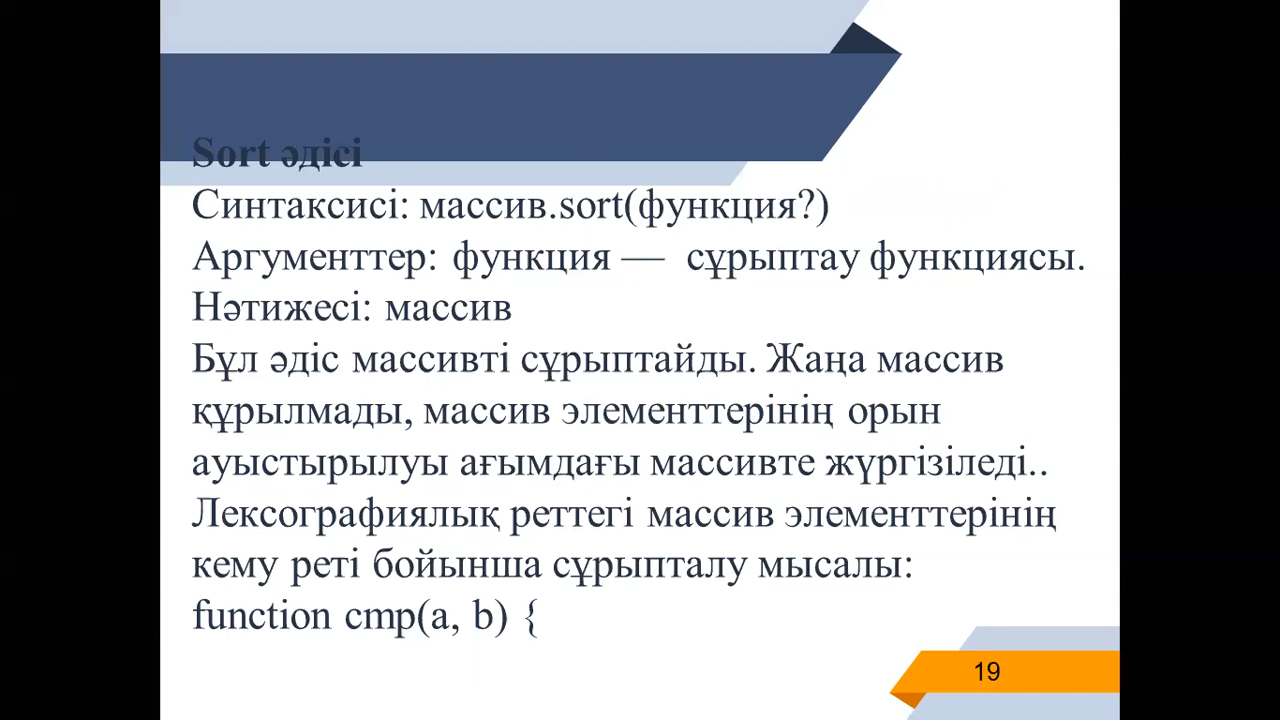 Sort әдісі
Синтаксисі: массив.sort(функция?)
Аргументтер: функция — сұрыптау функциясы.
Нәтижесі: массив
Бұл әдіс массивті сұрыптайды. Жаңа массив
құрылмады, массив элементтерінің орын
ауыстырылуы ағымдағы массивте жүргізіледі..
Лексографиялық реттегі массив элементтерінің
кему реті бойынша сұрыпталу мысалы:
function cmp(a, b) {
19